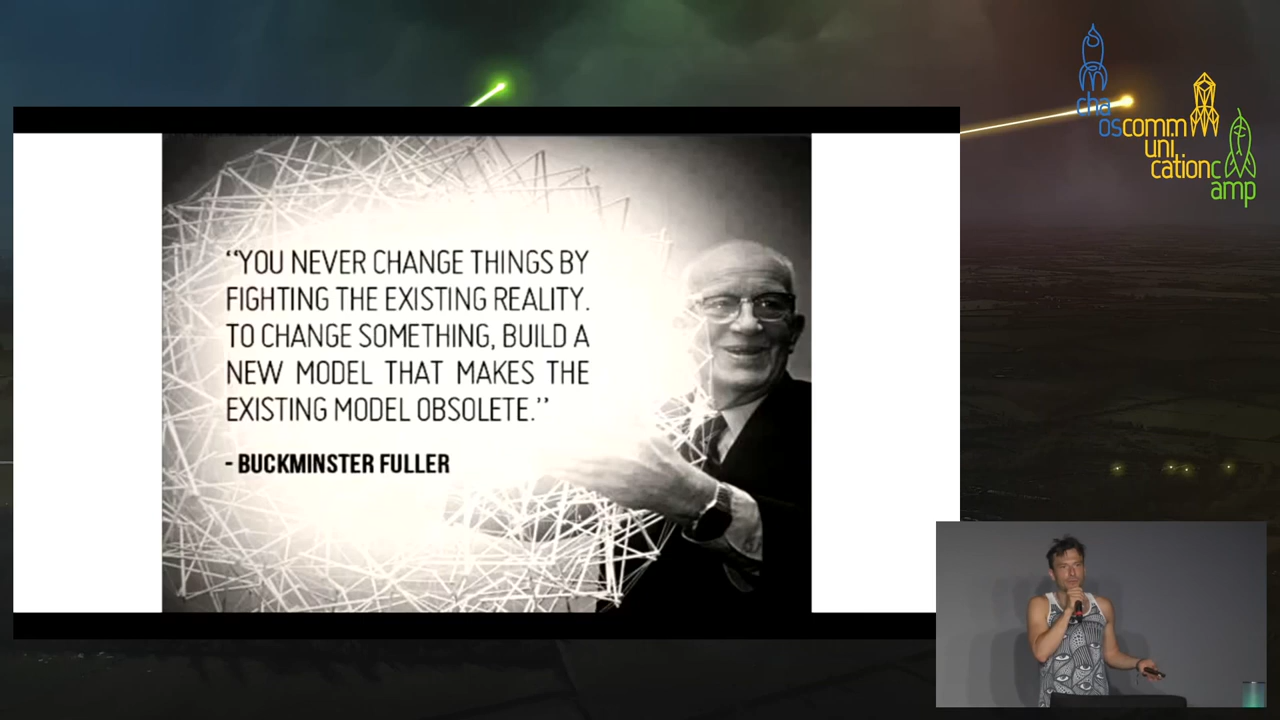 “YOU NEVER CHANGE THINGS BY
FIGHTING THE EXISTING REALITY.
TO CHANGE SOMETHING, BUILD A
NEW MODEL THAT MAKES THE
EXISTING MODEL OBSOLETE.”
- BUCKMINSTER FULLER
cha
oscomm
uni
cationc
amp